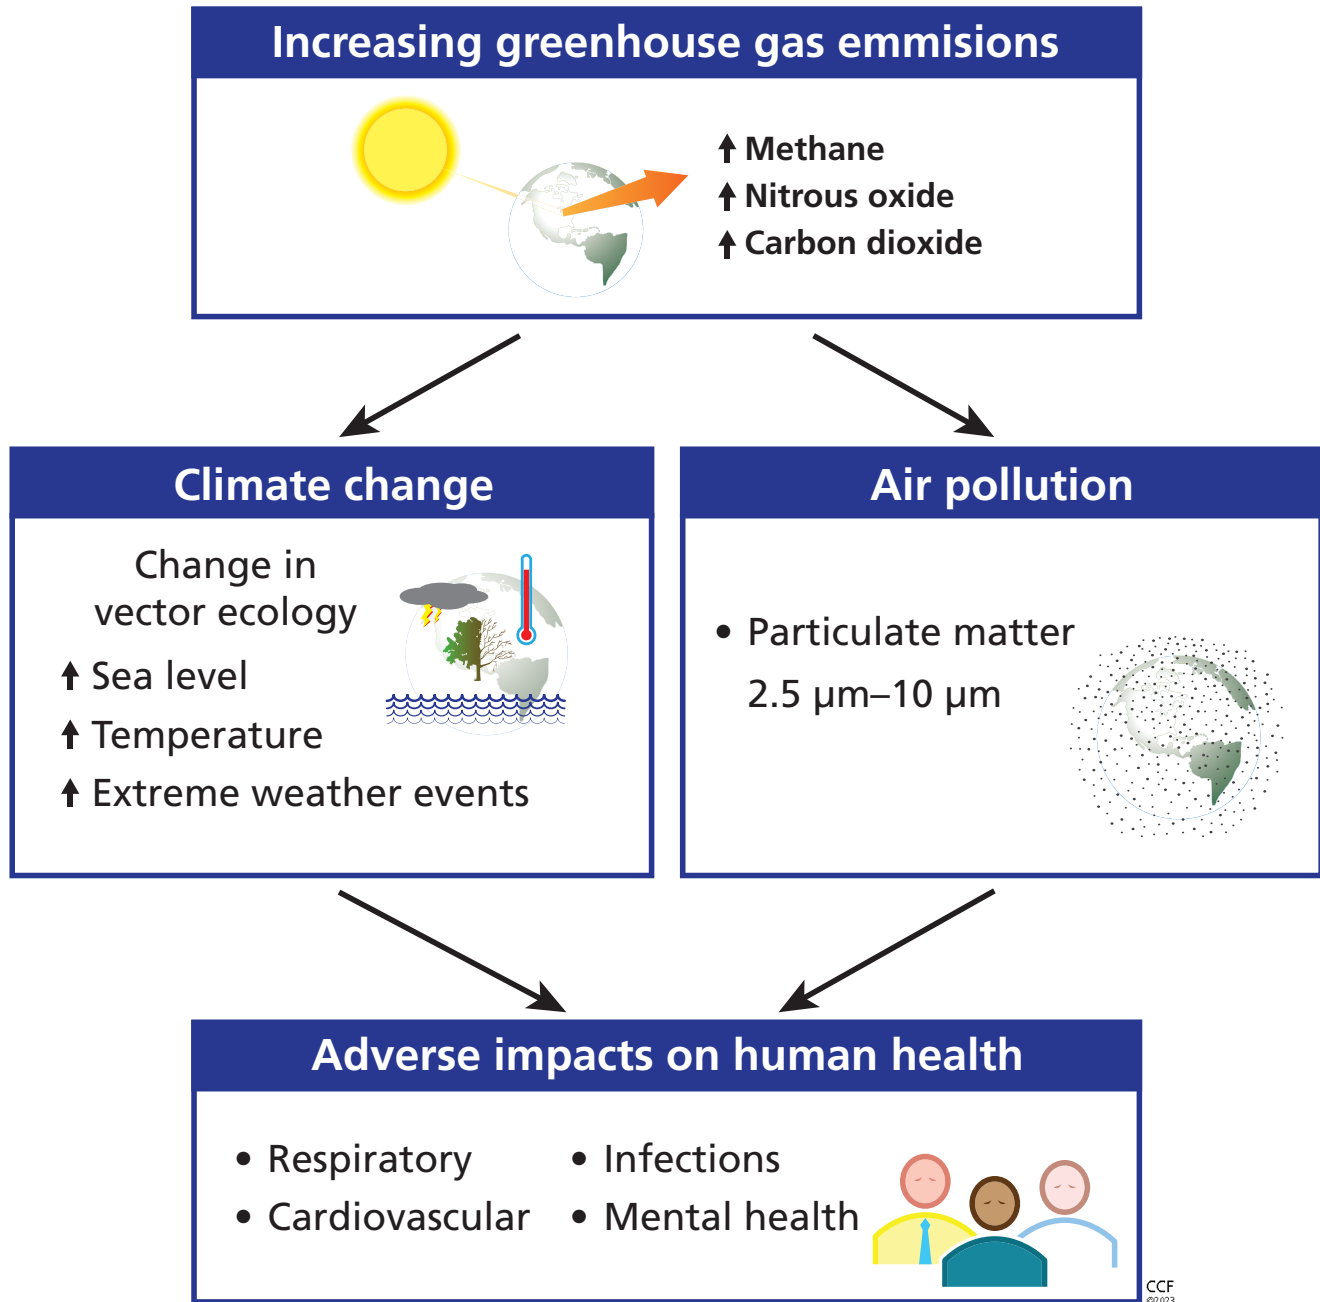 Increasing greenhouse gas emmisions
↑ Methane
↑ Nitrous oxide
↑ Carbon dioxide
Climate change
Change in
vector ecology
↑ Sea level
↑ Temperature
↑ Extreme weather events
Air pollution
• Particulate matter
2.5 µm–10 µm
Adverse impacts on human health
• Respiratory
• Cardiovascular
• Infections
• Mental health
CCF
©2023